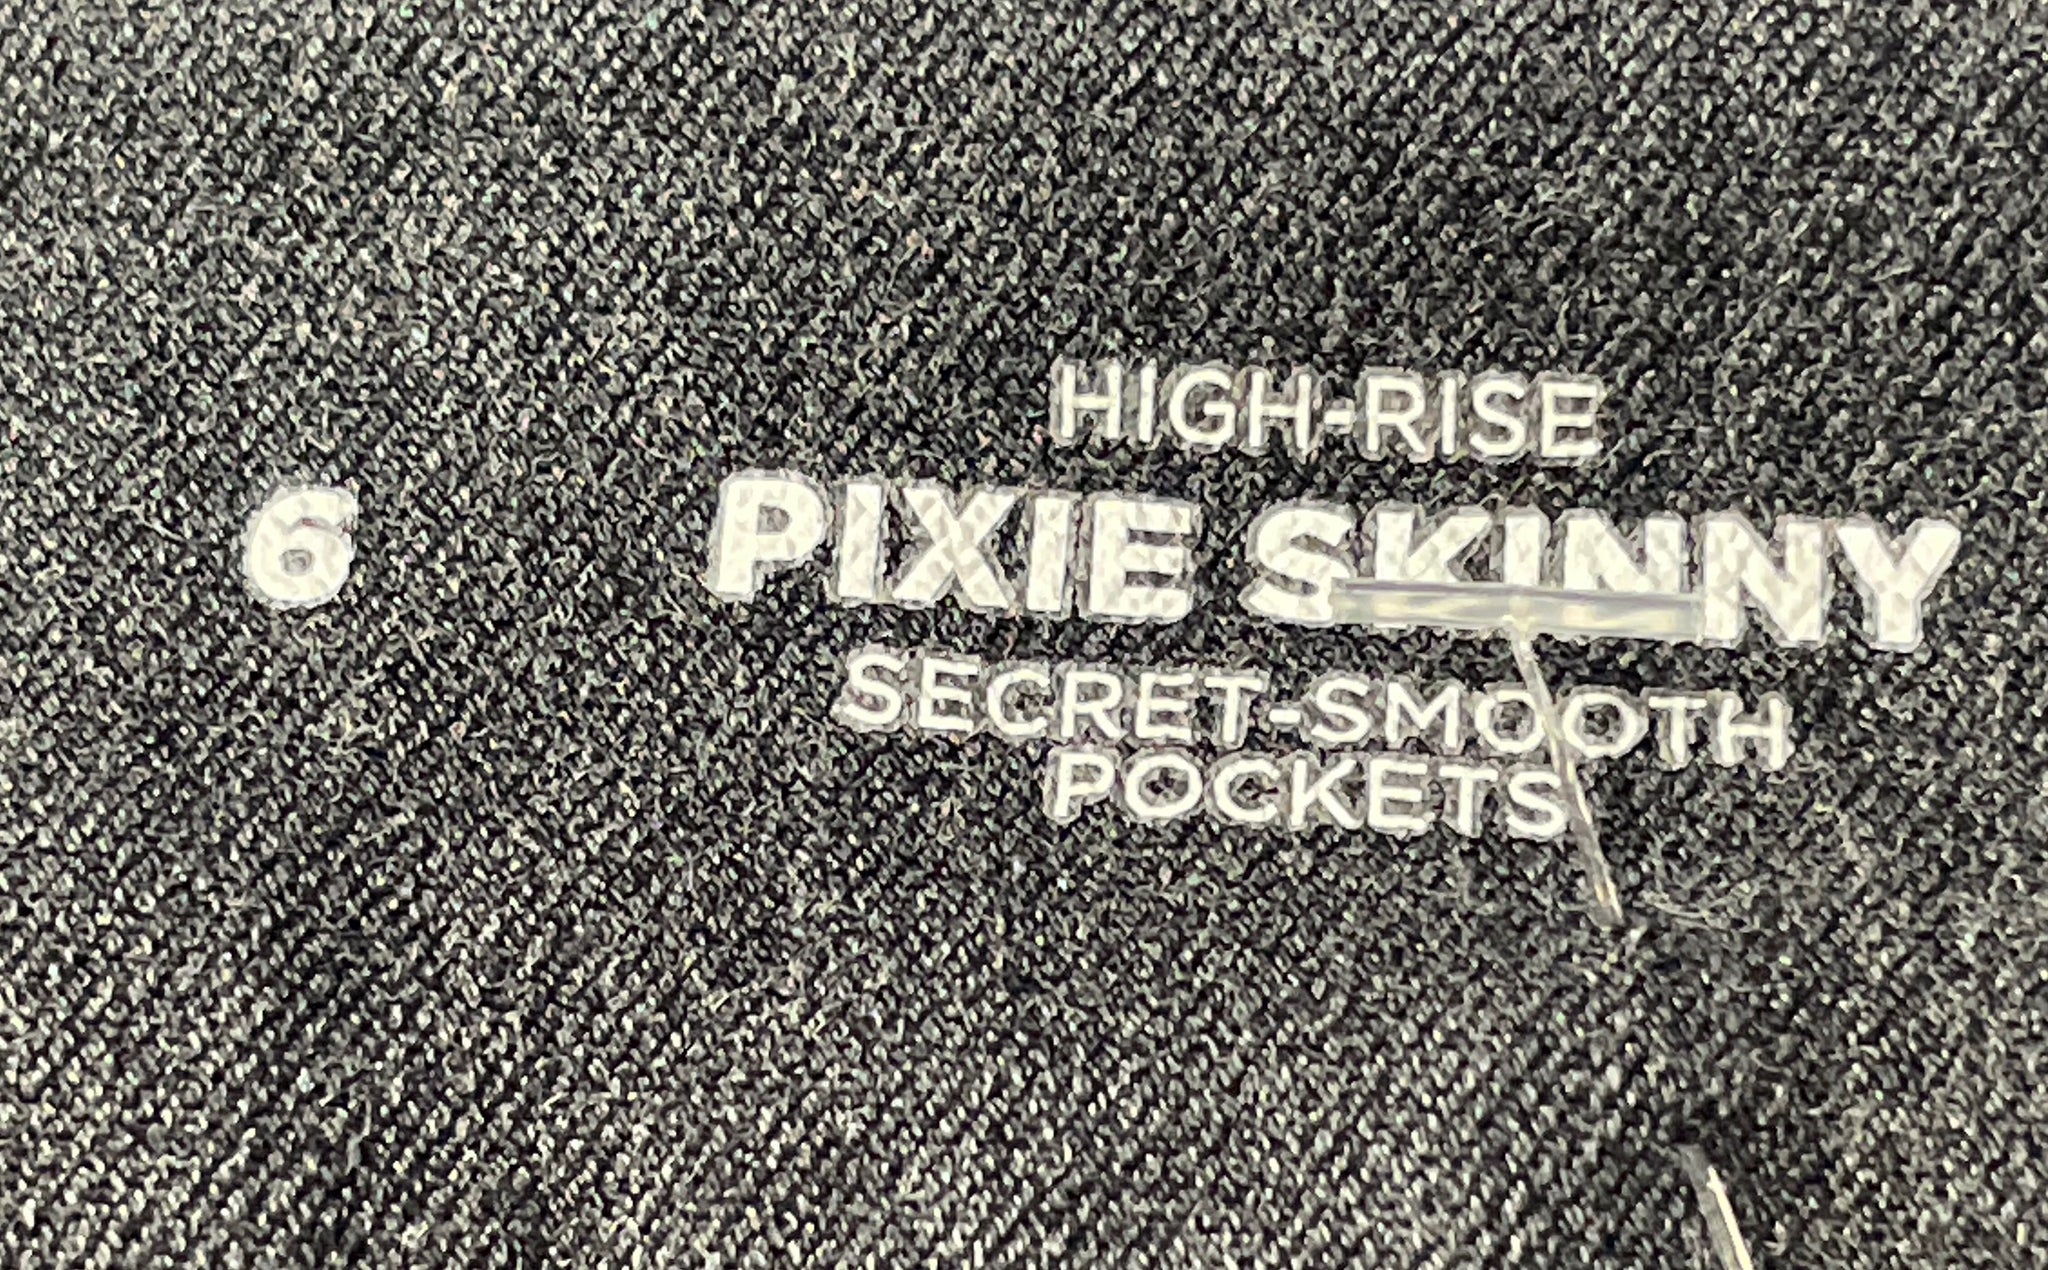 HIGH-RISE
6 PIXIE SKINNY
SECRET-SMOOTH
POCKETS